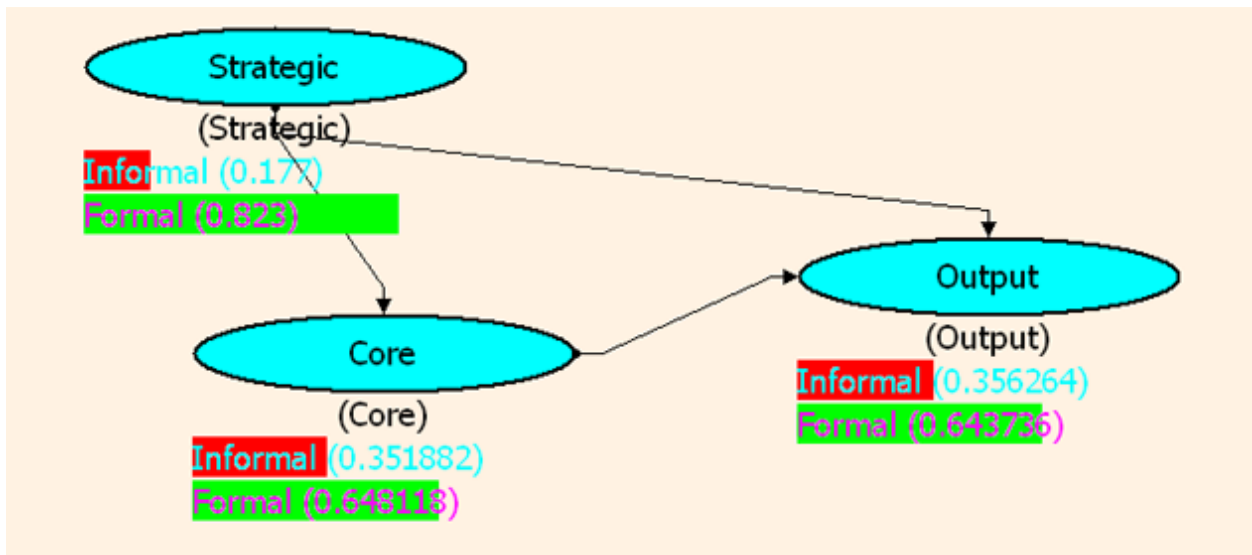 Strategic
(Strategic)
Informal (0.177)
Formal (0.823)
Output
(Output)
Informal (0.356264)
Formal (0.643736)
Core
(Core)
Informal (0.351882)
Formal (0.648118)